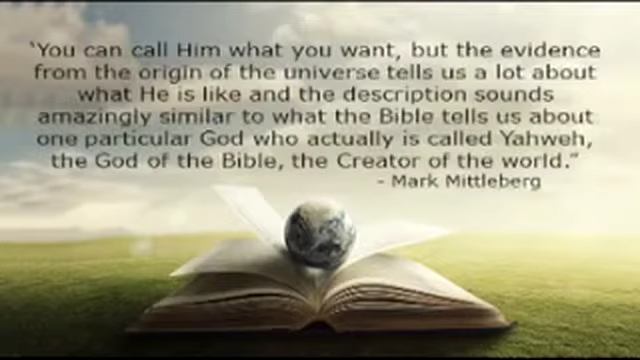 "You can call Him what you want, but the evidence
from the origin of the universe tells us a lot about
what He is like and the description sounds
amazingly similar to what the Bible tells us about
one particular God who actually is called Yahweh,
the God of the Bible, the Creator of the world."
- Mark Mittleberg